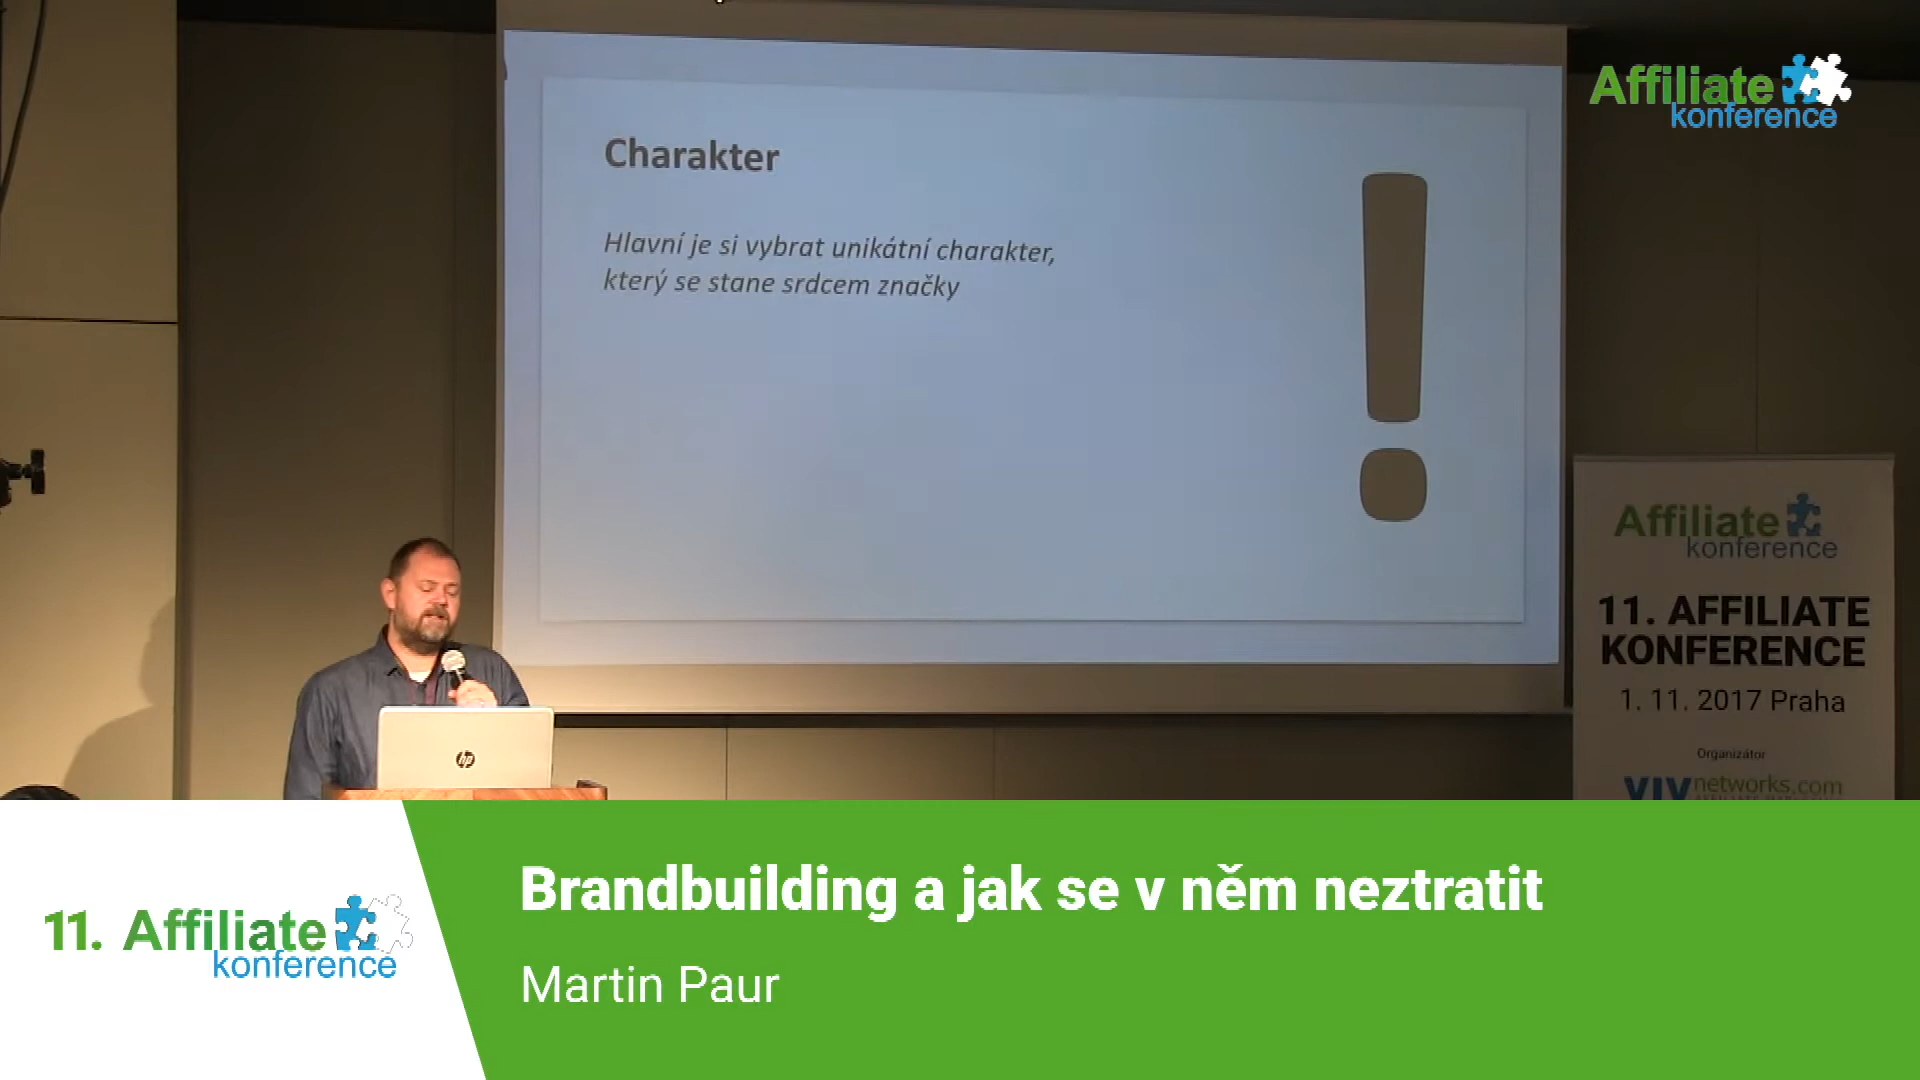 Affiliate
konference
Charakter
Hlavní je si vybrat unikátní charakter,
který se stane srdcem značky
!
Affiliate
konference
11. AFFILIATE
KONFERENCE
1. 11. 2017 Praha
Organizátor
VIVnetworks.com
hp
11. Affiliate
konference
Brandbuilding a jak se v něm neztratit
Martin Paur